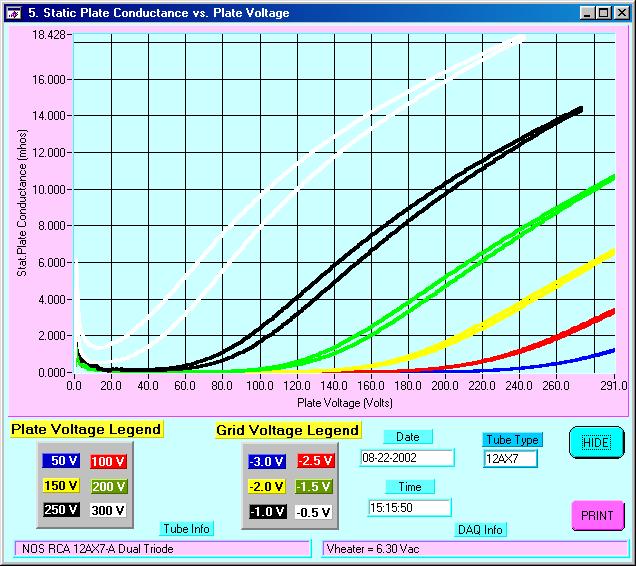 5. Static Plate Conductance vs. Plate Voltage
18.428
16.000
14.000
12.000
10.000
8.000
6.000
4.000
2.000
0.000
Stat.Plate Conductance (mhos)
0.0 20.0 40.0 60.0 80.0 100.0 120.0 140.0 160.0 180.0 200.0 220.0 240.0 260.0 291.0
Plate Voltage (Volts)
Plate Voltage Legend
50 V 100 V
150 V 200 V
250 V 300 V
Grid Voltage Legend
-3.0 V -2.5 V
-2.0 V -1.5 V
-1.0 V -0.5 V
Date
08-22-2002
Time
15:15:50
Tube Type
12AX7
HIDE
PRINT
Tube Info
NOS RCA 12AX7-A Dual Triode
DAQ Info
Vheater = 6.30 Vac